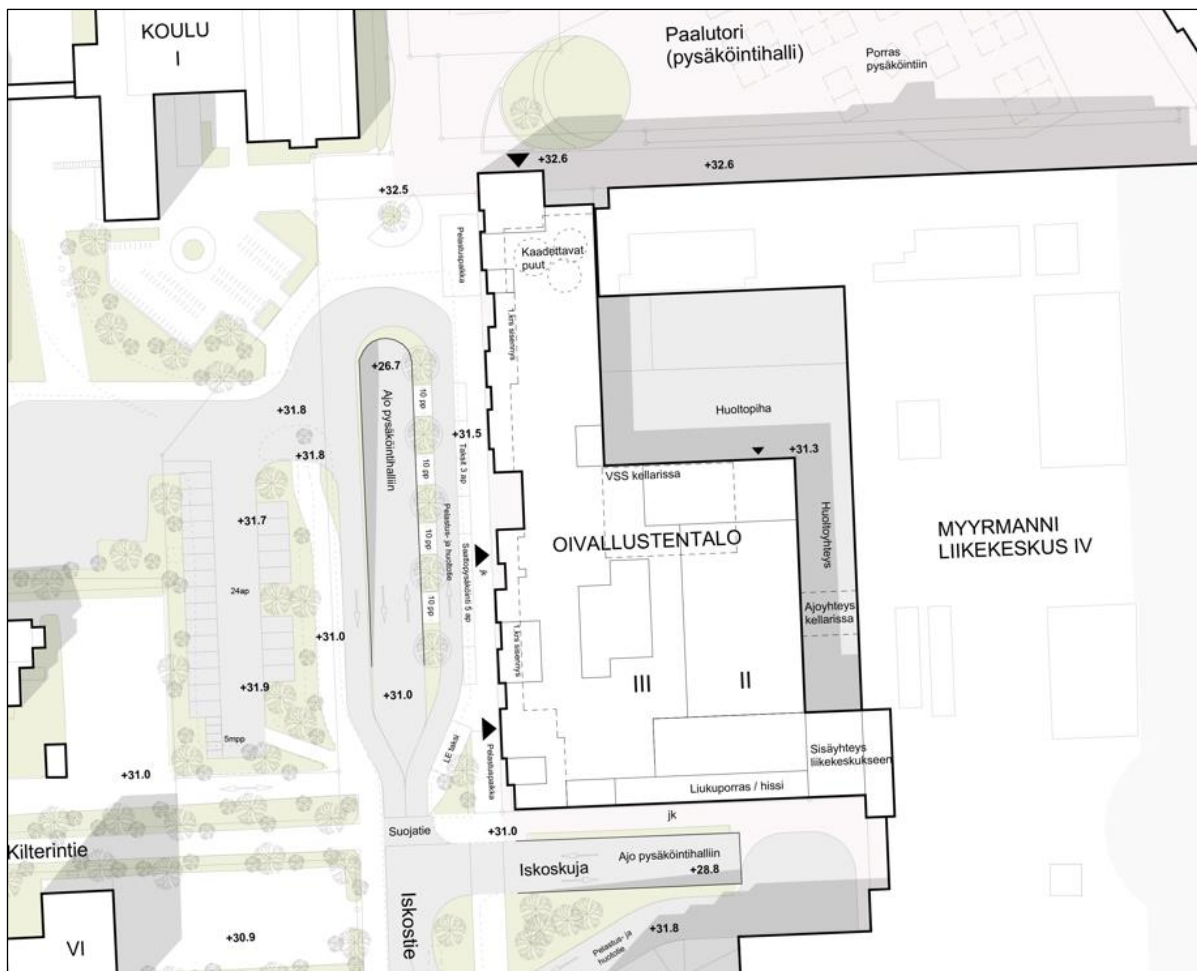 KOULU
I
Paalutori
(pysäköintihalli)
Porras
pysäköintiin
+32.6
+32.6
+32.5
Pelastuspaikka
Kaadettavat
puut
1.krs sisennys
+26.7
Ajo pysäköintihalliin
10 pp
10 pp
10 pp
10 pp
+31.8
+31.8
+31.5
Taksit 3 ap
Pelastus- ja huoltotie
Saattopysäköinti 5 ap
jk
Huoltopiha
+31.3
VSS kellarissa
Huoltoyhteys
OIVALLUSTENTALO
MYYRMANNI
LIIKEKESKUS IV
+31.7
24ap
Ajoyhteys
kellarissa
+31.0
1.krs sisennys
+31.9
+31.0
III
II
5mpp
LE taksi
Pelastuspaikka
Sisäyhteys
liikekeskukseen
+31.0
Liukuporras / hissi
jk
Suojatie
+31.0
Kilterintie
Iskoskuja
Ajo pysäköintihalliin
+28.8
Iskostie
VI
+30.9
+31.8
Pelastus- ja
huoltotie